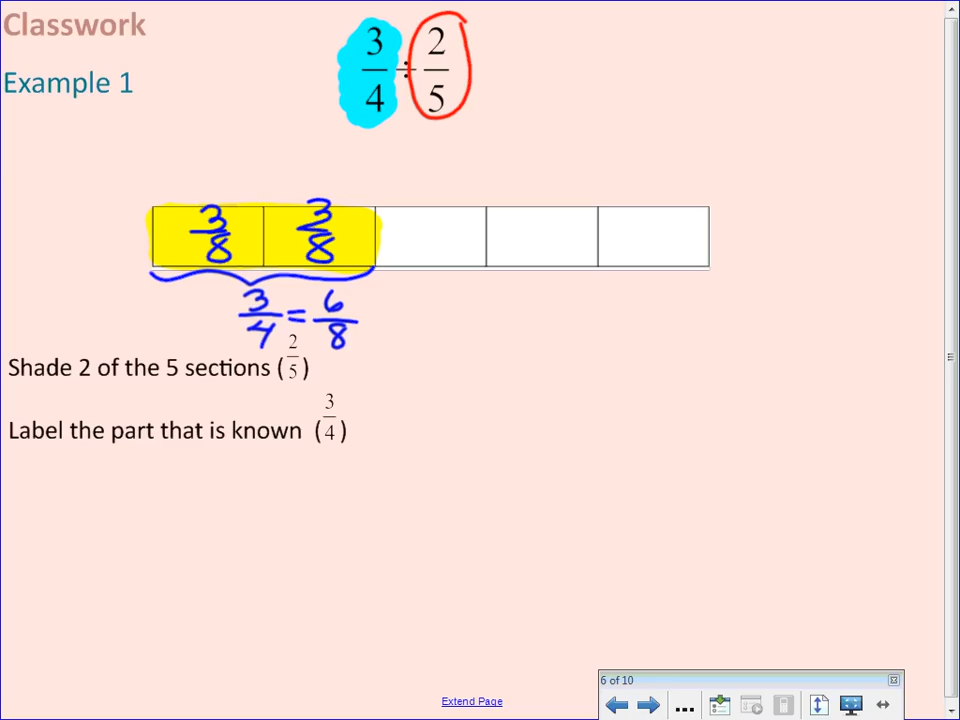 Classwork
3/4 ÷ 2/5
Example 1
3/8 3/8
3/4 = 6/8
Shade 2 of the 5 sections (2/5)
Label the part that is known (3/4)
6 of 10
...
Extend Page